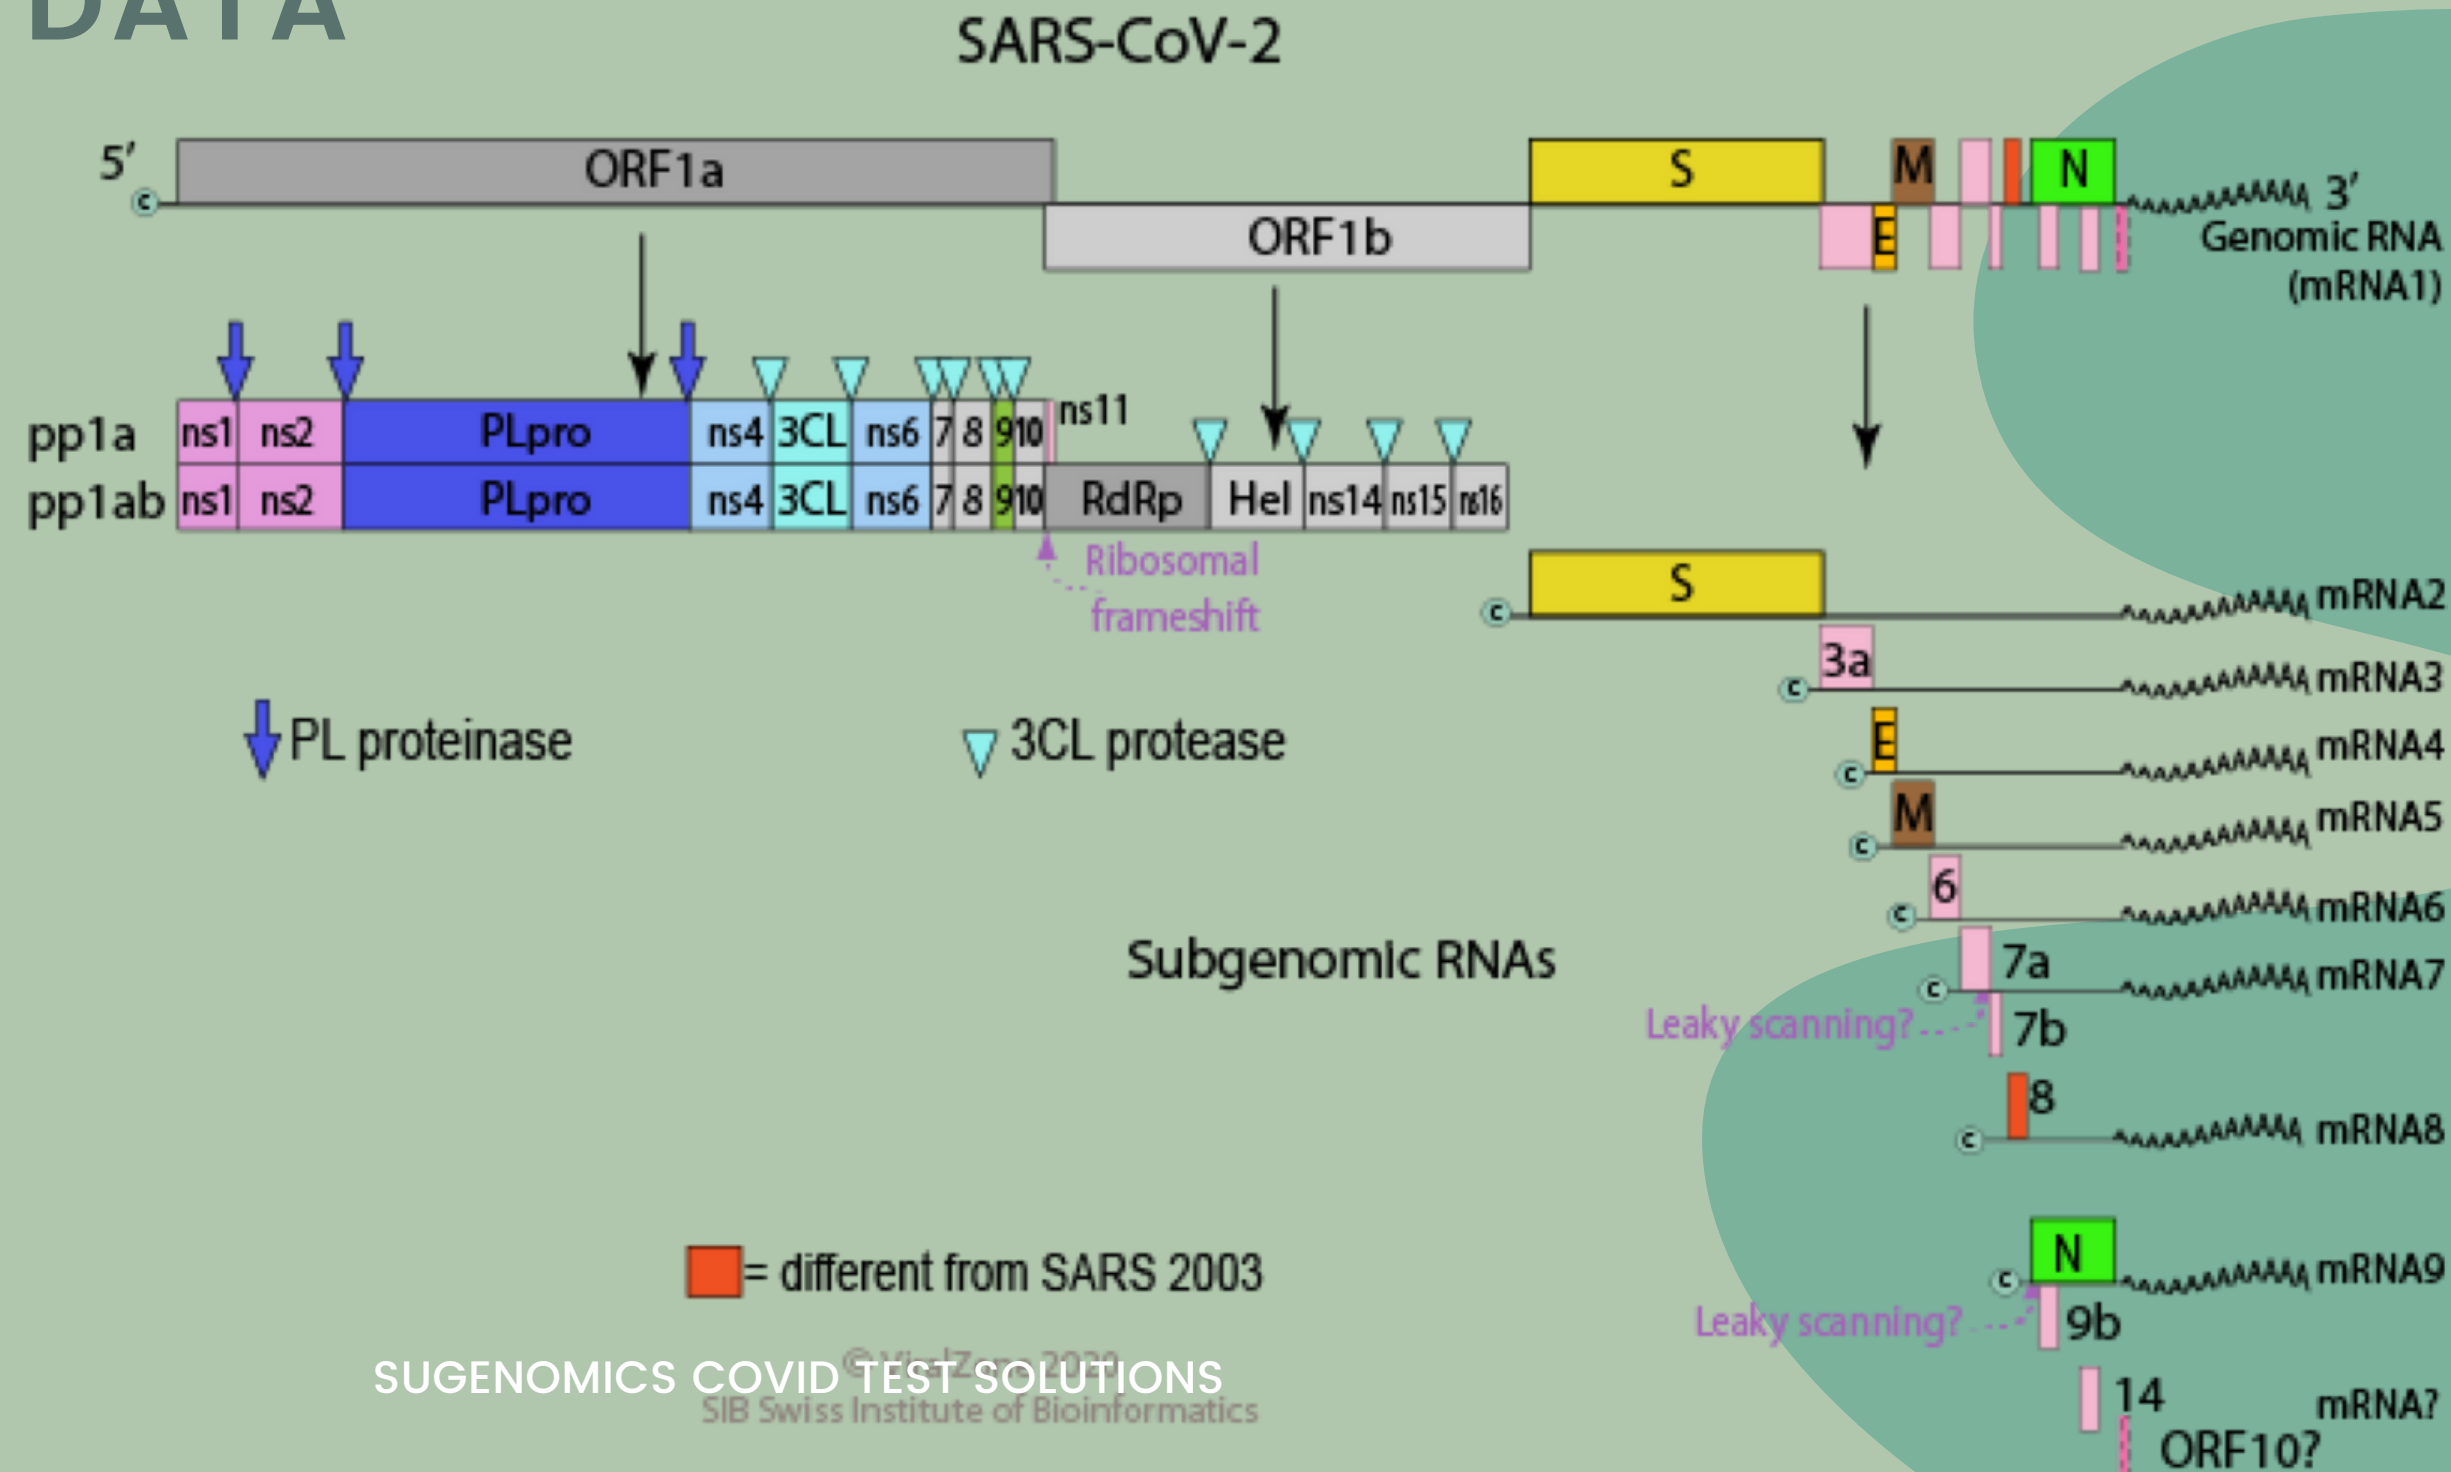 DATA
SARS-CoV-2
5’
c
ORF1a
S
M
N
3’
ORF1b
E
Genomic RNA
(mRNA1)
ns11
pp1a
ns1 ns2 PLpro ns4 3CL ns6 7 8 9 10
pp1ab
ns1 ns2 PLpro ns4 3CL ns6 7 8 9 10 RdRp Hel ns14 ns15 ns16
Ribosomal
frameshift
S
c
mRNA2
3a
c
mRNA3
PL proteinase
3CL protease
E
c
mRNA4
M
c
mRNA5
6
c
mRNA6
Subgenomic RNAs
7a
c
mRNA7
Leaky scanning?
7b
8
c
mRNA8
N
c
mRNA9
= different from SARS 2003
Leaky scanning?
9b
© ViralZone 2020
SUGENOMICS COVID TEST SOLUTIONS
SIB Swiss Institute of Bioinformatics
14
mRNA?
ORF10?